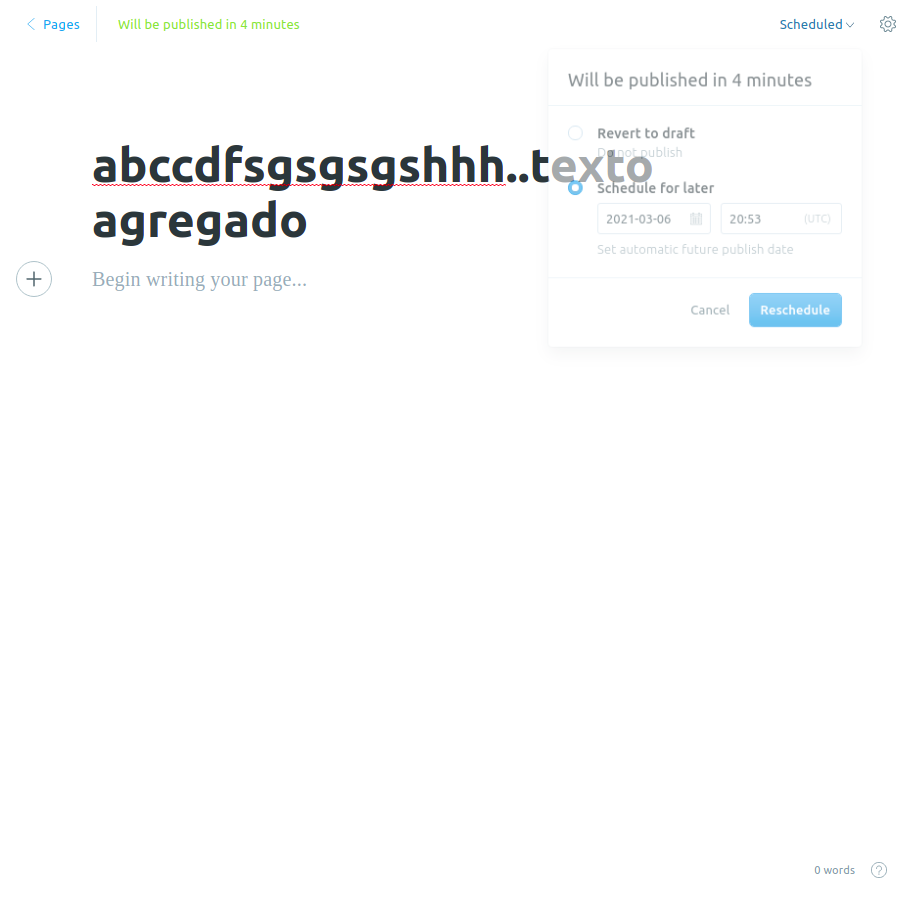 Pages
Will be published in 4 minutes
Scheduled
Will be published in 4 minutes
Revert to draft
Do not publish
abccdfsgsgsgshhh..texto
agregado
Schedule for later
2021-03-06
20:53 (UTC)
Set automatic future publish date
Begin writing your page...
Cancel
Reschedule
0 words
?